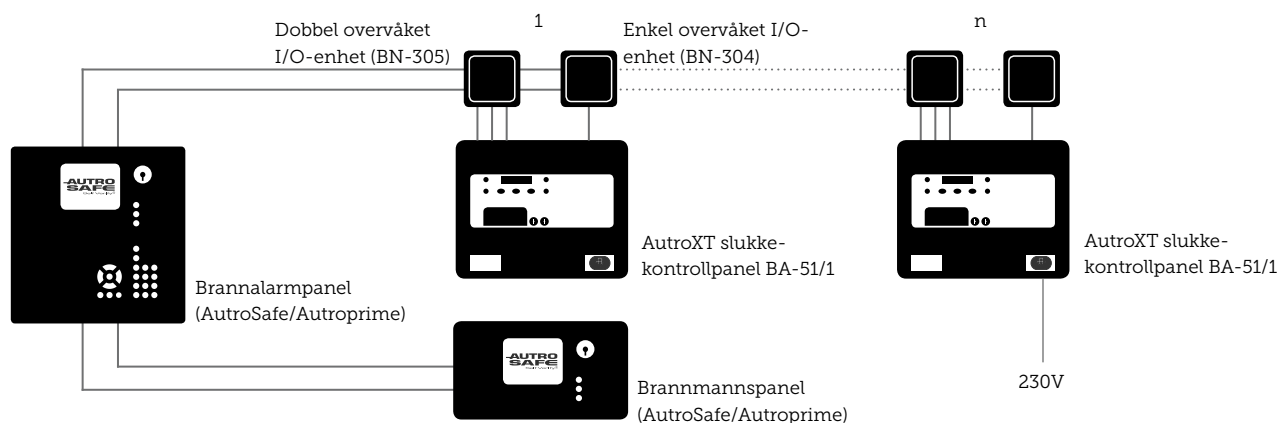 Dobbel overvåket
I/O-enhet (BN-305)
1
Enkel overvåket I/O-
enhet (BN-304)
n
AUTRO
SAFE
AutroXT slukke-
kontrollpanel BA-51/1
AutroXT slukke-
kontrollpanel BA-51/1
Brannalarmpanel
(AutroSafe/Autroprime)
AUTRO
SAFE
Brannmannspanel
(AutroSafe/Autroprime)
230V